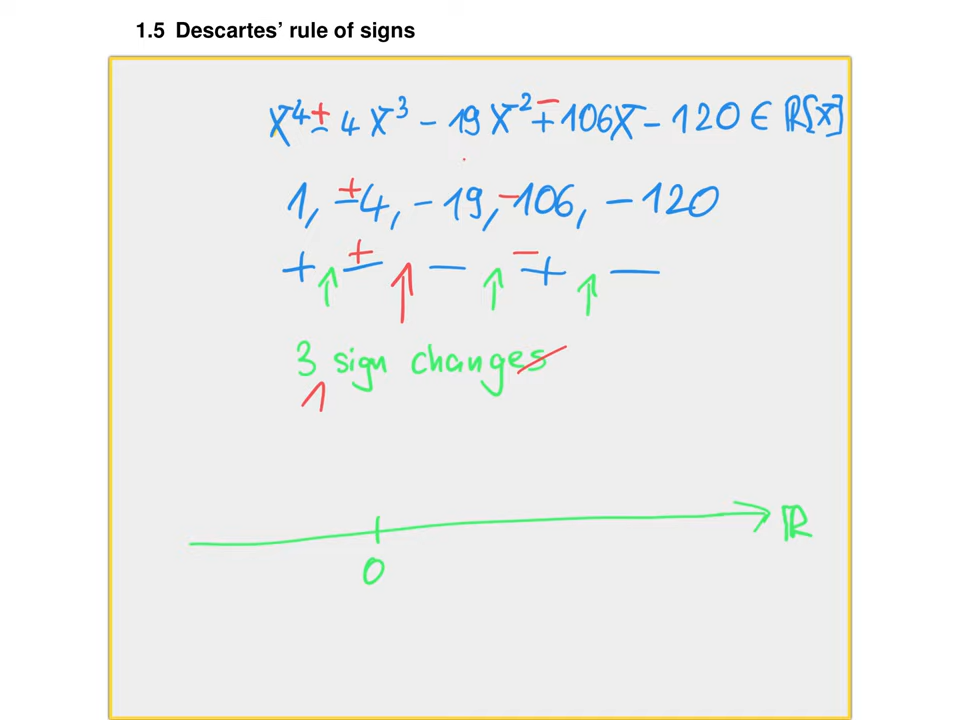 1.5 Descartes’ rule of signs
X⁴ ± 4X³ − 19X² ∓ 106X − 120 ∈ ℝ[X]
1, ±4, −19, −106, −120
+ ↑ ± ↑ − ↑ ∓ ↑ −
3 sign changes
1
ℝ
0